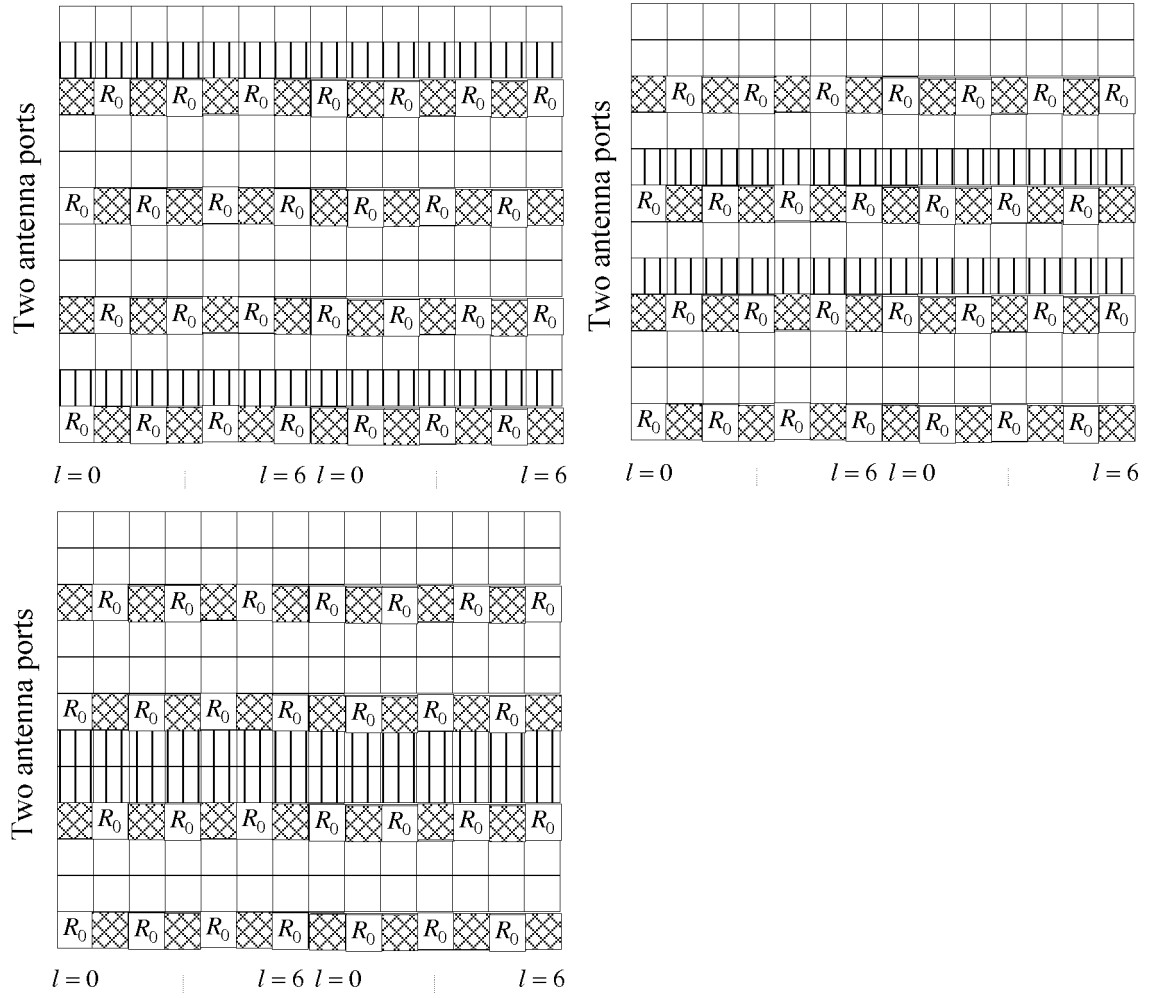 Two antenna ports
R₀ R₀ R₀ R₀ R₀ R₀ R₀
R₀ R₀ R₀ R₀ R₀ R₀ R₀
R₀ R₀ R₀ R₀ R₀ R₀ R₀
R₀ R₀ R₀ R₀ R₀ R₀ R₀
l = 0 l = 6 l = 0 l = 6
Two antenna ports
R₀ R₀ R₀ R₀ R₀ R₀ R₀
R₀ R₀ R₀ R₀ R₀ R₀ R₀
R₀ R₀ R₀ R₀ R₀ R₀ R₀
R₀ R₀ R₀ R₀ R₀ R₀ R₀
l = 0 l = 6 l = 0 l = 6
Two antenna ports
R₀ R₀ R₀ R₀ R₀ R₀ R₀
R₀ R₀ R₀ R₀ R₀ R₀ R₀
R₀ R₀ R₀ R₀ R₀ R₀ R₀
R₀ R₀ R₀ R₀ R₀ R₀ R₀
l = 0 l = 6 l = 0 l = 6